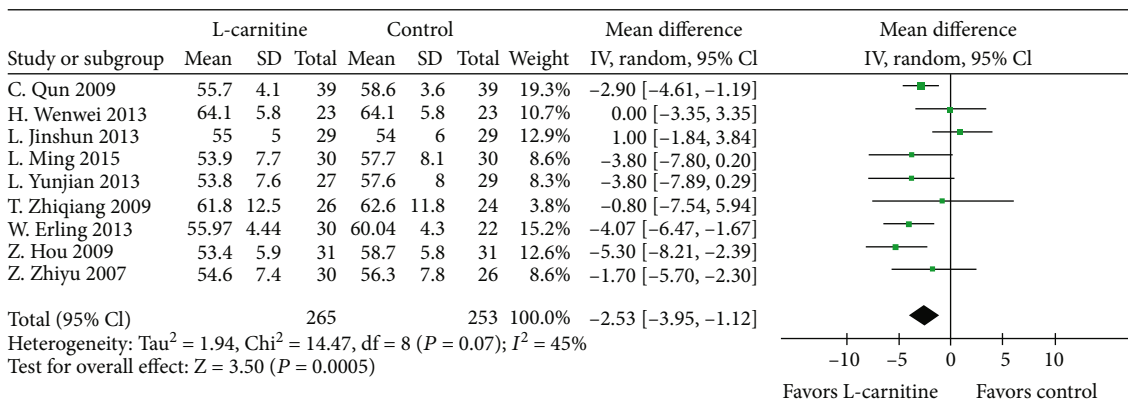 L-carnitine Control Mean difference Mean difference
Study or subgroup Mean SD Total Mean SD Total Weight IV, random, 95% Cl IV, random, 95% Cl
C. Qun 2009 55.7 4.1 39 58.6 3.6 39 19.3% −2.90 [−4.61, −1.19]
H. Wenwei 2013 64.1 5.8 23 64.1 5.8 23 10.7% 0.00 [−3.35, 3.35]
L. Jinshun 2013 55 5 29 54 6 29 12.9% 1.00 [−1.84, 3.84]
L. Ming 2015 53.9 7.7 30 57.7 8.1 30 8.6% −3.80 [−7.80, 0.20]
L. Yunjian 2013 53.8 7.6 27 57.6 8 29 8.3% −3.80 [−7.89, 0.29]
T. Zhiqiang 2009 61.8 12.5 26 62.6 11.8 24 3.8% −0.80 [−7.54, 5.94]
W. Erling 2013 55.97 4.44 30 60.04 4.3 22 15.2% −4.07 [−6.47, −1.67]
Z. Hou 2009 53.4 5.9 31 58.7 5.8 31 12.6% −5.30 [−8.21, −2.39]
Z. Zhiyu 2007 54.6 7.4 30 56.3 7.8 26 8.6% −1.70 [−5.70, −2.30]
Total (95% Cl) 265 253 100.0% −2.53 [−3.95, −1.12]
Heterogeneity: Tau² = 1.94, Chi² = 14.47, df = 8 (P = 0.07); I² = 45%
Test for overall effect: Z = 3.50 (P = 0.0005)
−10 −5 0 5 10
Favors L-carnitine Favors control